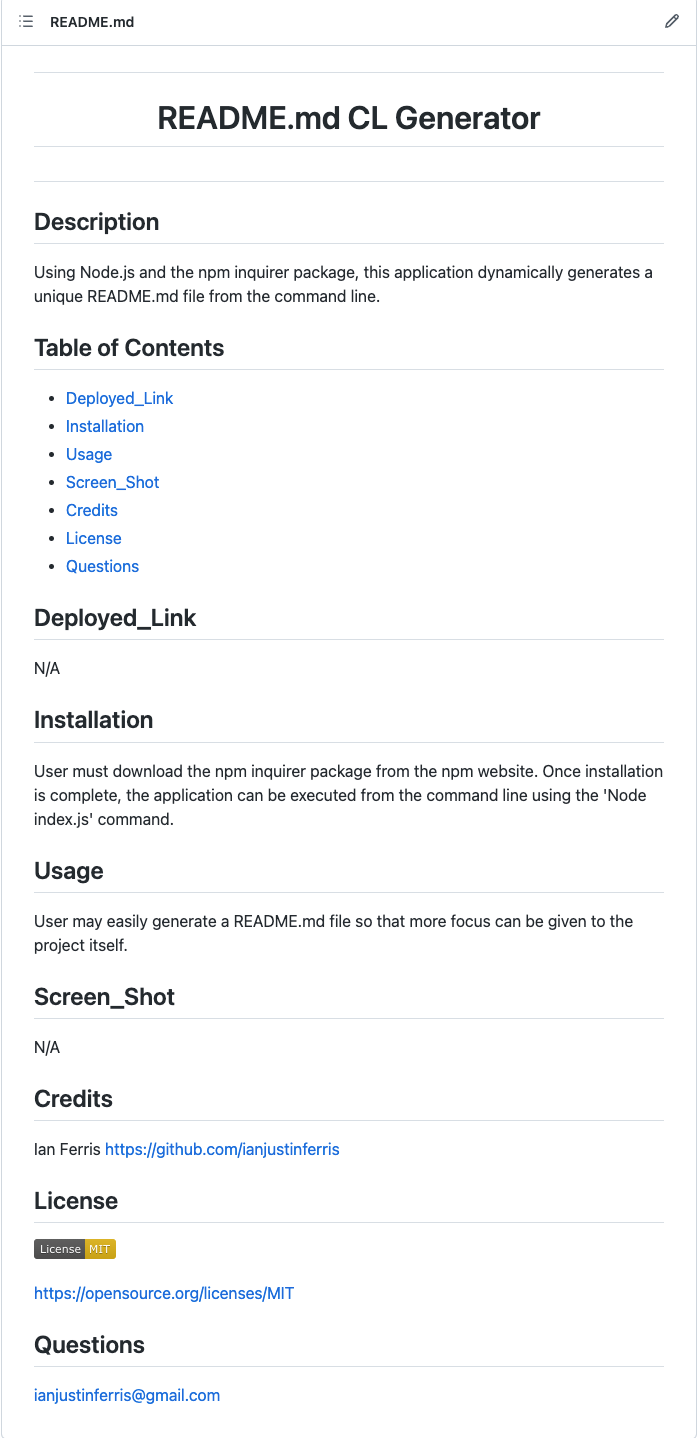 README.md
README.md CL Generator
Description
Using Node.js and the npm inquirer package, this application dynamically generates a
unique README.md file from the command line.
Table of Contents
Deployed_Link
Installation
Usage
Screen_Shot
Credits
License
Questions
Deployed_Link
N/A
Installation
User must download the npm inquirer package from the npm website. Once installation
is complete, the application can be executed from the command line using the 'Node
index.js' command.
Usage
User may easily generate a README.md file so that more focus can be given to the
project itself.
Screen_Shot
N/A
Credits
Ian Ferris https://github.com/ianjustinferris
License
License MIT
https://opensource.org/licenses/MIT
Questions
ianjustinferris@gmail.com